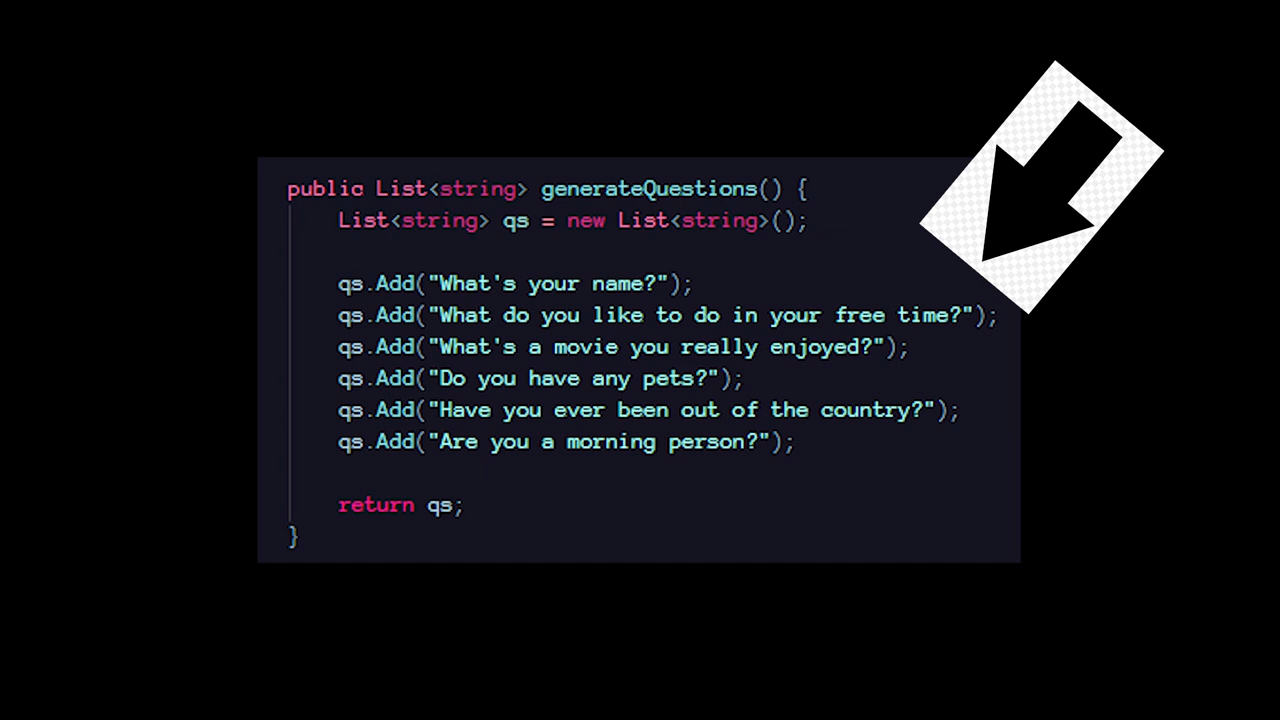 public List<string> generateQuestions() {
List<string> qs = new List<string>();
qs.Add("What's your name?");
qs.Add("What do you like to do in your free time?");
qs.Add("What's a movie you really enjoyed?");
qs.Add("Do you have any pets?");
qs.Add("Have you ever been out of the country?");
qs.Add("Are you a morning person?");
return qs;
}